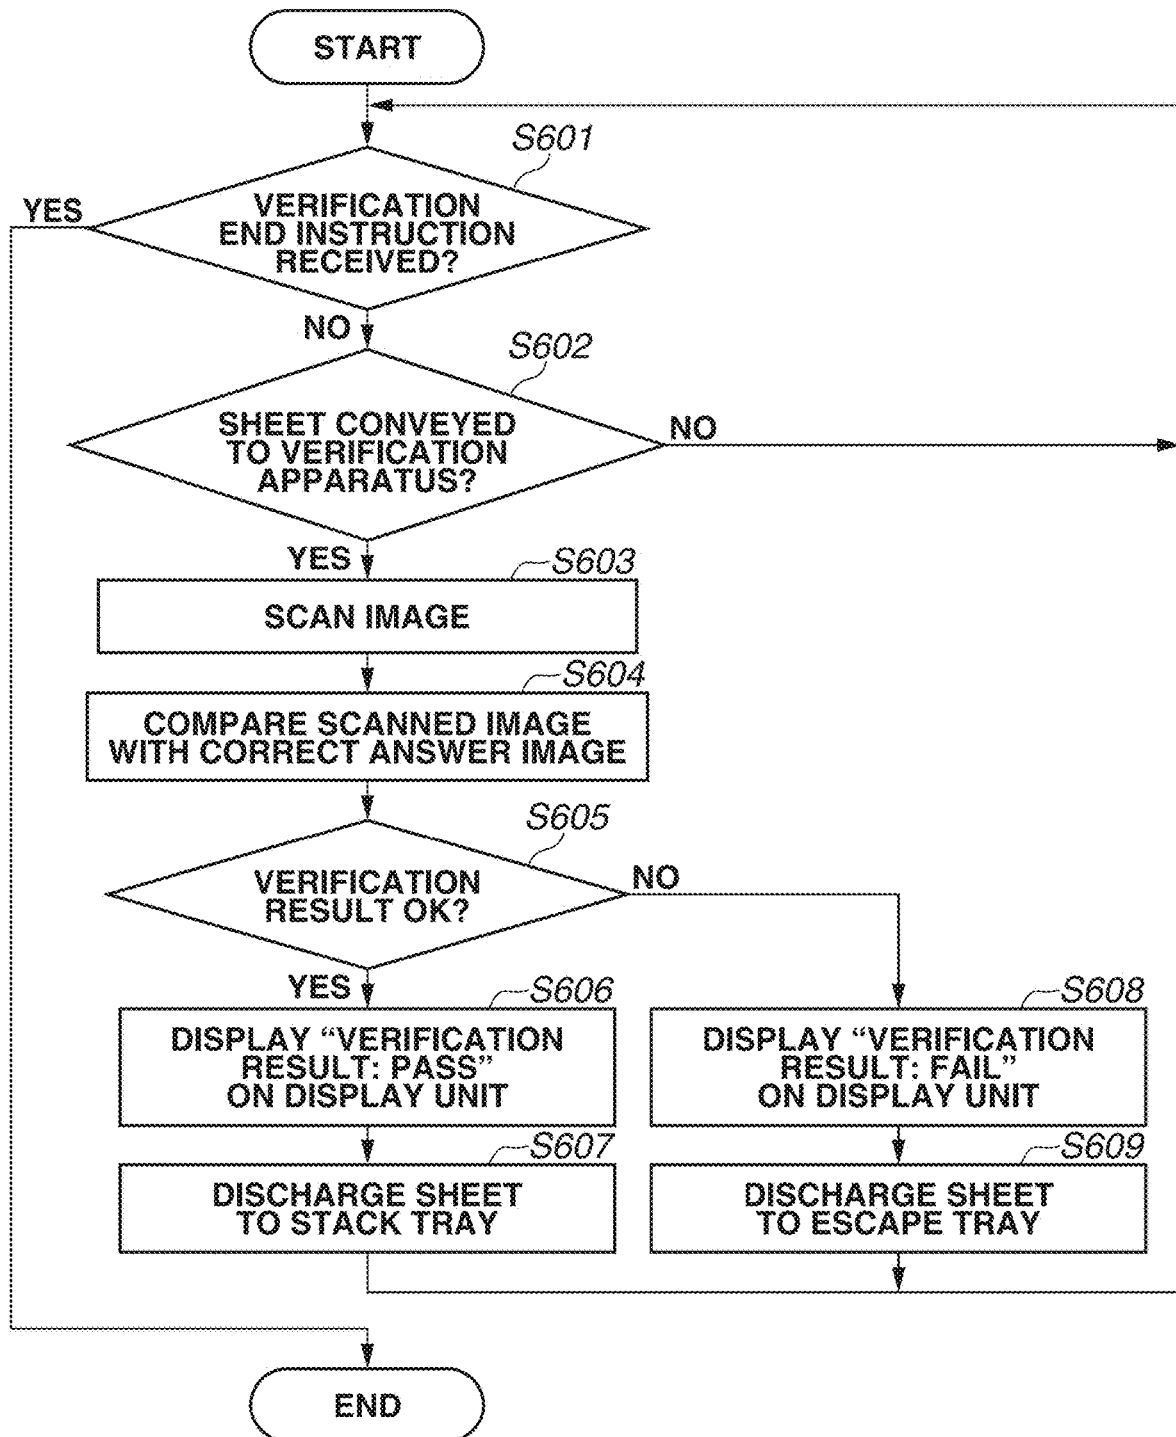 START
S601
YES
VERIFICATION
END INSTRUCTION
RECEIVED?
NO
S602
SHEET CONVEYED
TO VERIFICATION
APPARATUS?
NO
YES
S603
SCAN IMAGE
S604
COMPARE SCANNED IMAGE
WITH CORRECT ANSWER IMAGE
S605
VERIFICATION
RESULT OK?
NO
YES
S606
DISPLAY “VERIFICATION
RESULT: PASS”
ON DISPLAY UNIT
S608
DISPLAY “VERIFICATION
RESULT: FAIL”
ON DISPLAY UNIT
S607
DISCHARGE SHEET
TO STACK TRAY
S609
DISCHARGE SHEET
TO ESCAPE TRAY
END